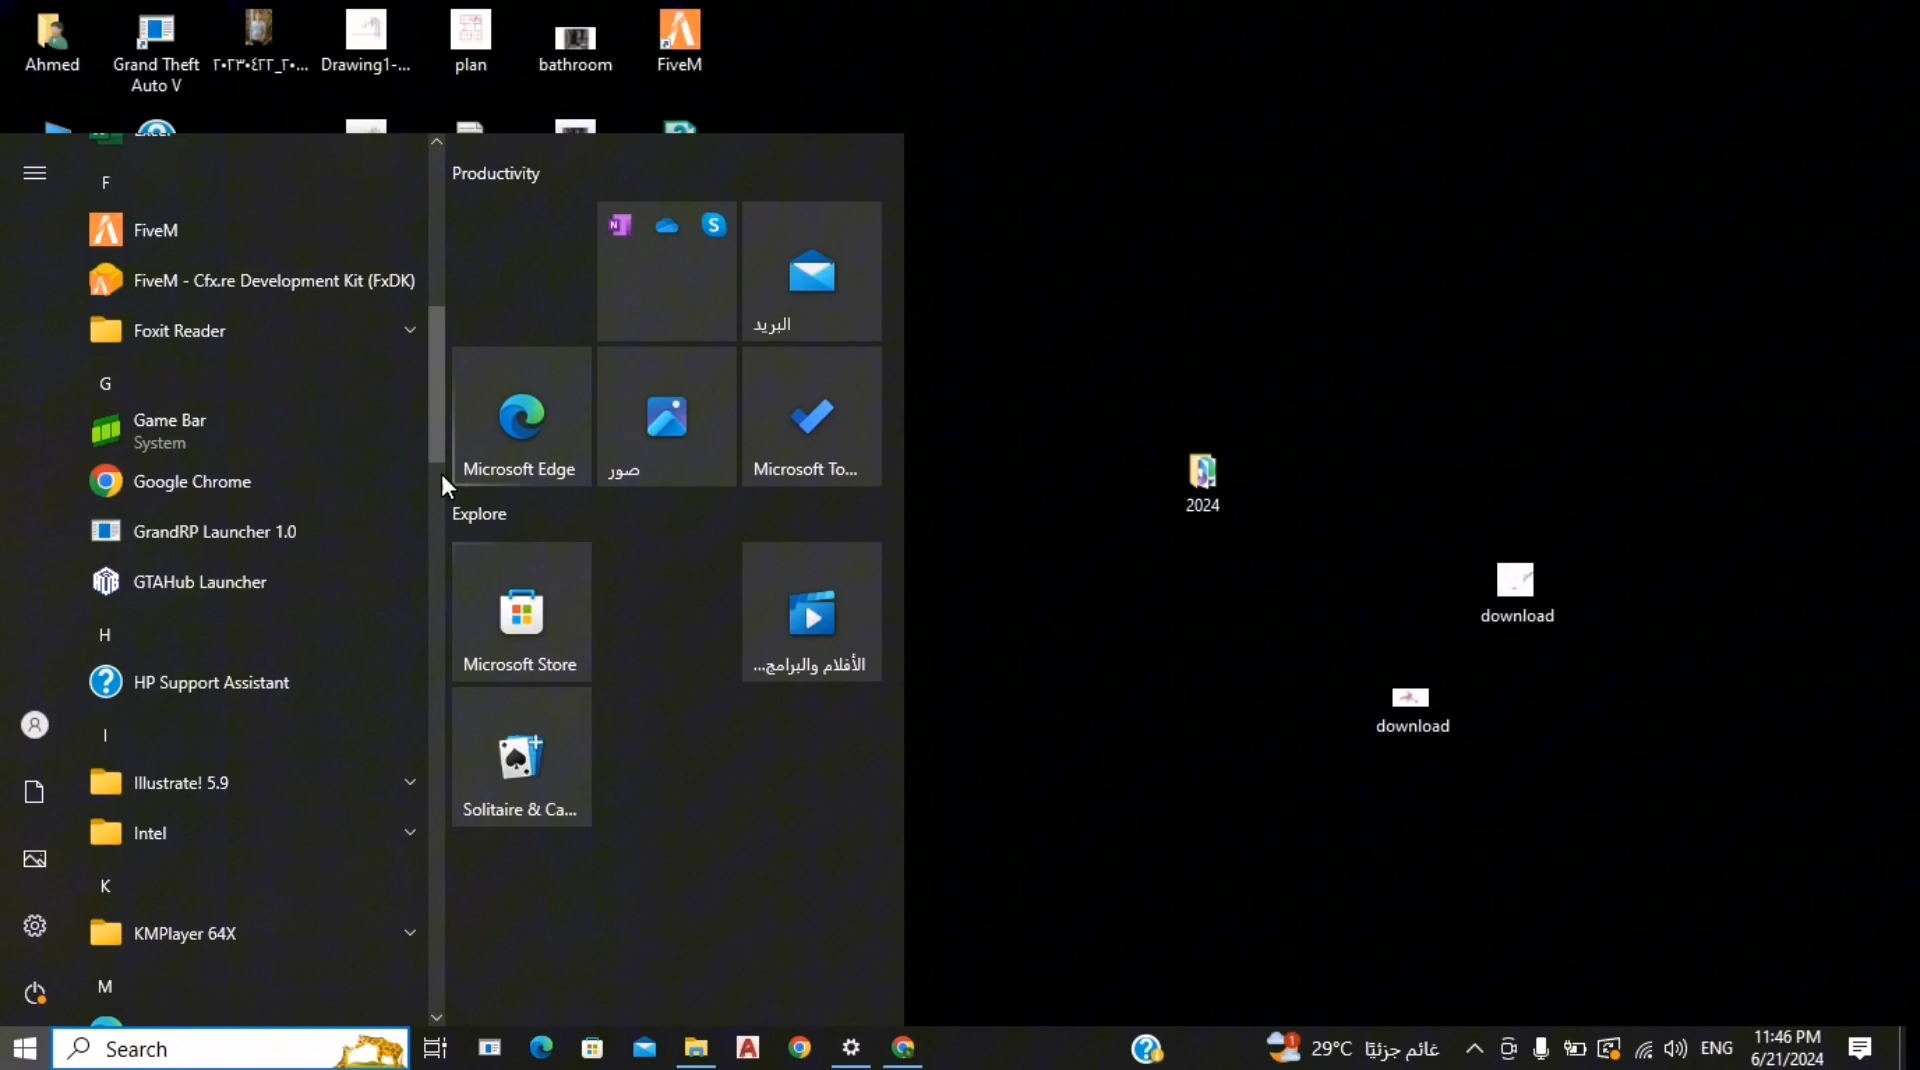 Ahmed
Grand Theft
Auto V
٢٠٢٣٠٤٢٢_٢٠...
Drawing1-...
plan
bathroom
FiveM
F
FiveM
FiveM - Cfx.re Development Kit (FxDK)
Foxit Reader
G
Game Bar
System
Google Chrome
GrandRP Launcher 1.0
GTAHub Launcher
H
HP Support Assistant
I
Illustrate! 5.9
Intel
K
KMPlayer 64X
M
Productivity
البريد
Microsoft Edge
صور
Microsoft To...
Explore
Microsoft Store
الأفلام والبرامج...
Solitaire & Ca...
2024
download
download
Search
29°C غائم جزئيًا
ENG
11:46 PM
6/21/2024